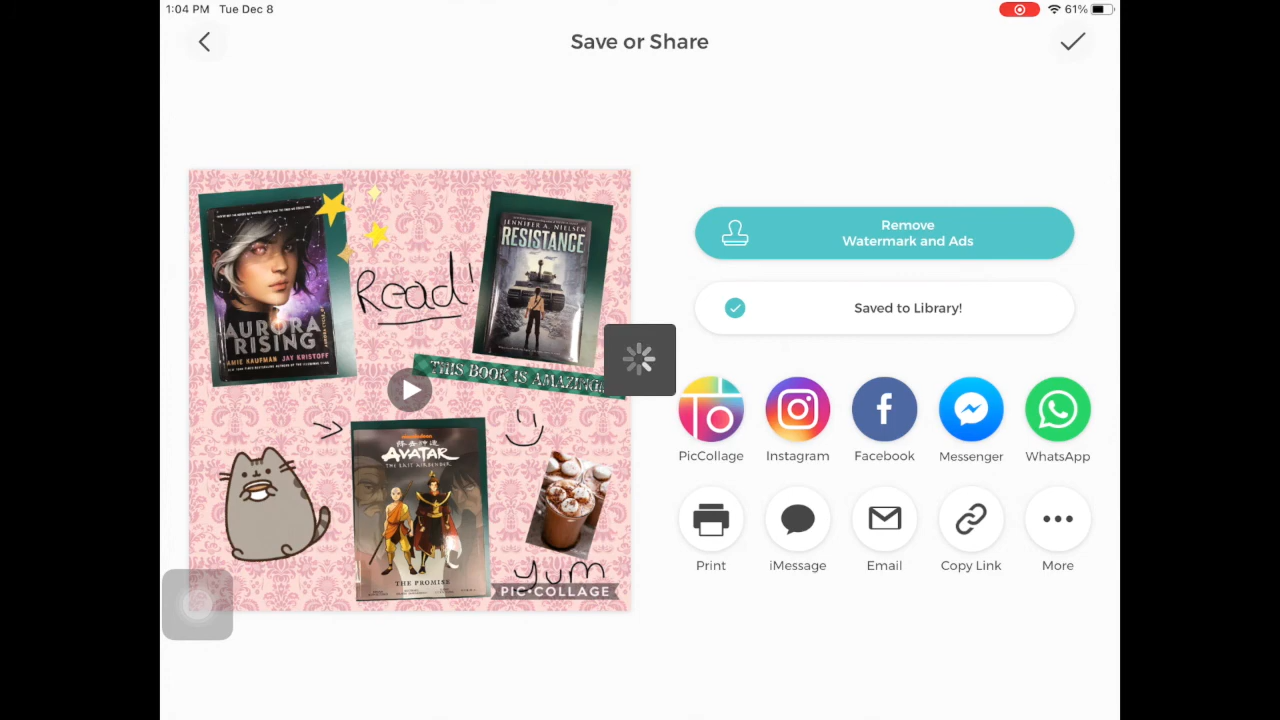 1:04 PM Tue Dec 8
61%
Save or Share
Remove
Watermark and Ads
Saved to Library!
Read!
AURORA
RISING
AMIE KAUFMAN JAY KRISTOFF
JENNIFER A. NIELSEN
RESISTANCE
THIS BOOK IS AMAZING!
nickelodeon
AVATAR
THE LAST AIRBENDER
THE PROMISE
yum
PIC•COLLAGE
PicCollage
Instagram
Facebook
Messenger
WhatsApp
Print
iMessage
Email
Copy Link
More